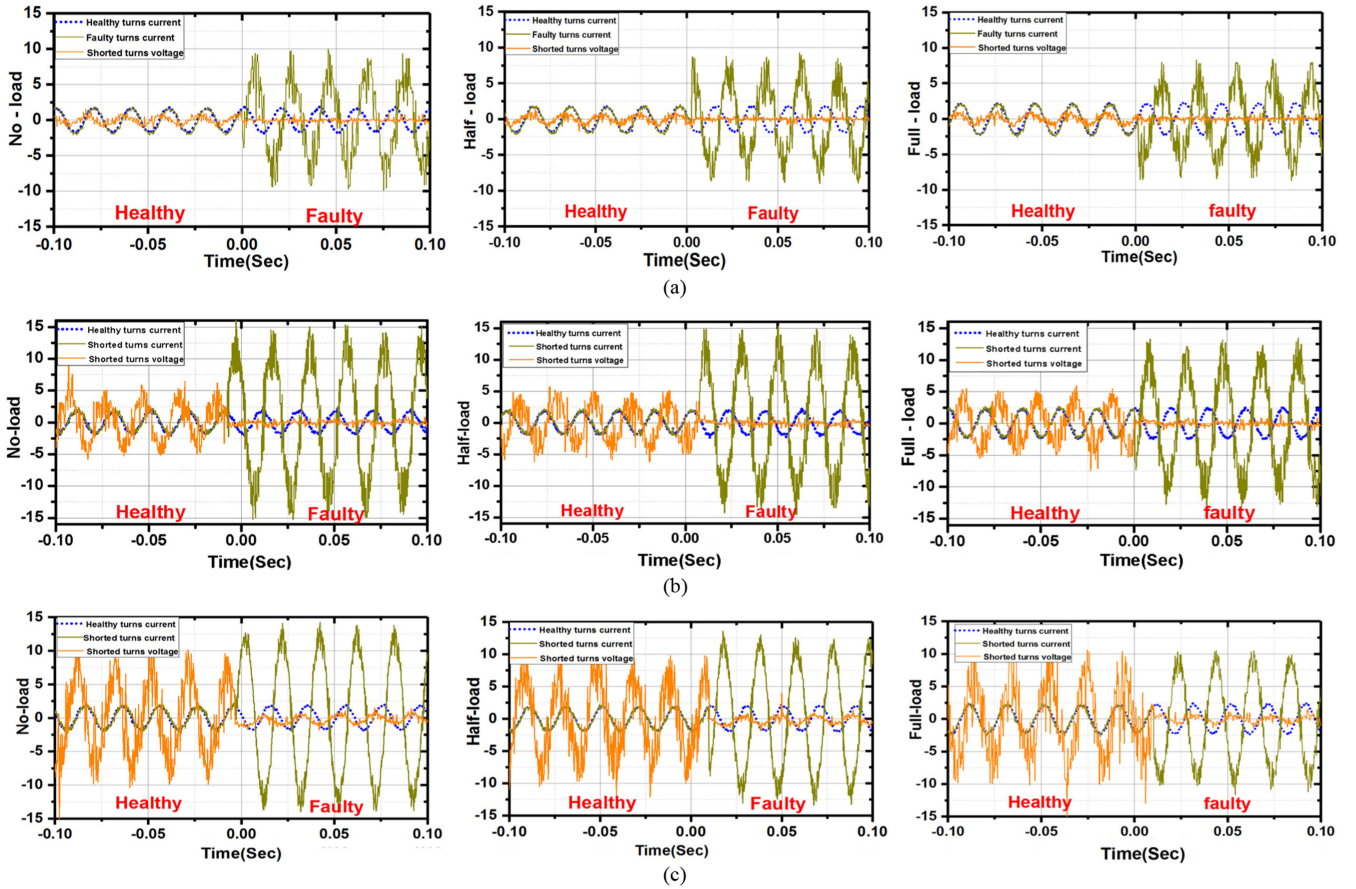 Healthy turns current
Faulty turns current
Shorted turns voltage
No - load
15
10
5
0
-5
-10
-15
Healthy
Faulty
-0.10
-0.05
0.00
0.05
0.10
Time(Sec)
Healthy turns current
Faulty turns current
Shorted turns voltage
Half - load
15
10
5
0
-5
-10
-15
Healthy
Faulty
-0.10
-0.05
0.00
0.05
0.10
Time(Sec)
Healthy turns current
Faulty turns current
Shorted turns voltage
Full - load
15
10
5
0
-5
-10
-15
Healthy
faulty
-0.10
-0.05
0.00
0.05
0.10
Time(Sec)
(a)
Healthy turns current
Shorted turns current
Shorted turns voltage
No-load
15
10
5
0
-5
-10
-15
Healthy
Faulty
-0.10
-0.05
0.00
0.05
0.10
Time(Sec)
Healthy turns current
Shorted turns current
Shorted turns voltage
Half-load
15
10
5
0
-5
-10
-15
Healthy
Faulty
-0.10
-0.05
0.00
0.05
0.10
Time(Sec)
Healthy turns current
Shorted turns current
Shorted turns voltage
Full - load
15
10
5
0
-5
-10
-15
Healthy
faulty
-0.10
-0.05
0.00
0.05
0.10
Time(Sec)
(b)
Healthy turns current
Shorted turns current
Shorted turns voltage
No-load
15
10
5
0
-5
-10
-15
Healthy
Faulty
-0.10
-0.05
0.00
0.05
0.10
Time(Sec)
Healthy turns current
Shorted turns current
Shorted turns voltage
Half-load
15
10
5
0
-5
-10
-15
Healthy
Faulty
-0.10
-0.05
0.00
0.05
0.10
Time(Sec)
Healthy turns current
Shorted turns current
Shorted turns voltage
Full-load
15
10
5
0
-5
-10
-15
Healthy
faulty
-0.10
-0.05
0.00
0.05
0.10
Time(Sec)
(c)